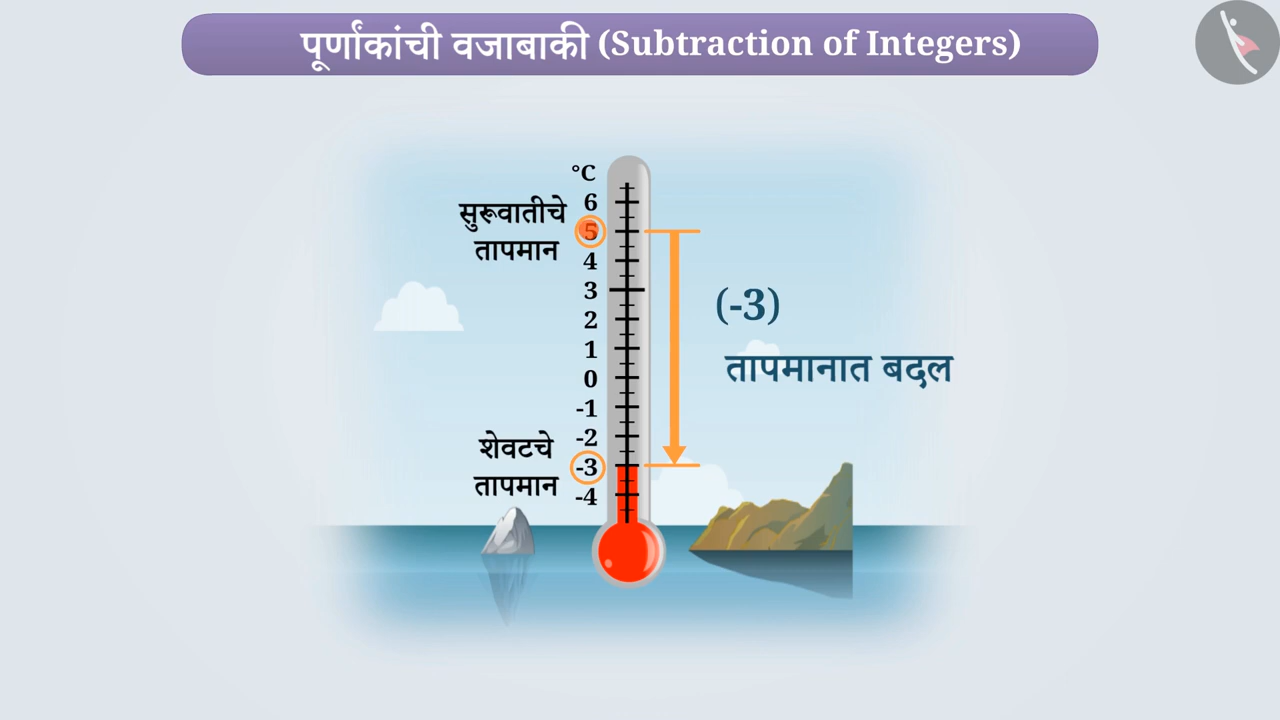 पूर्णांकांची वजाबाकी (Subtraction of Integers)
°C
सुरूवातीचे
तापमान
6
5
4
3
2
1
0
-1
-2
-3
-4
(-3)
तापमानात बदल
शेवटचे
तापमान